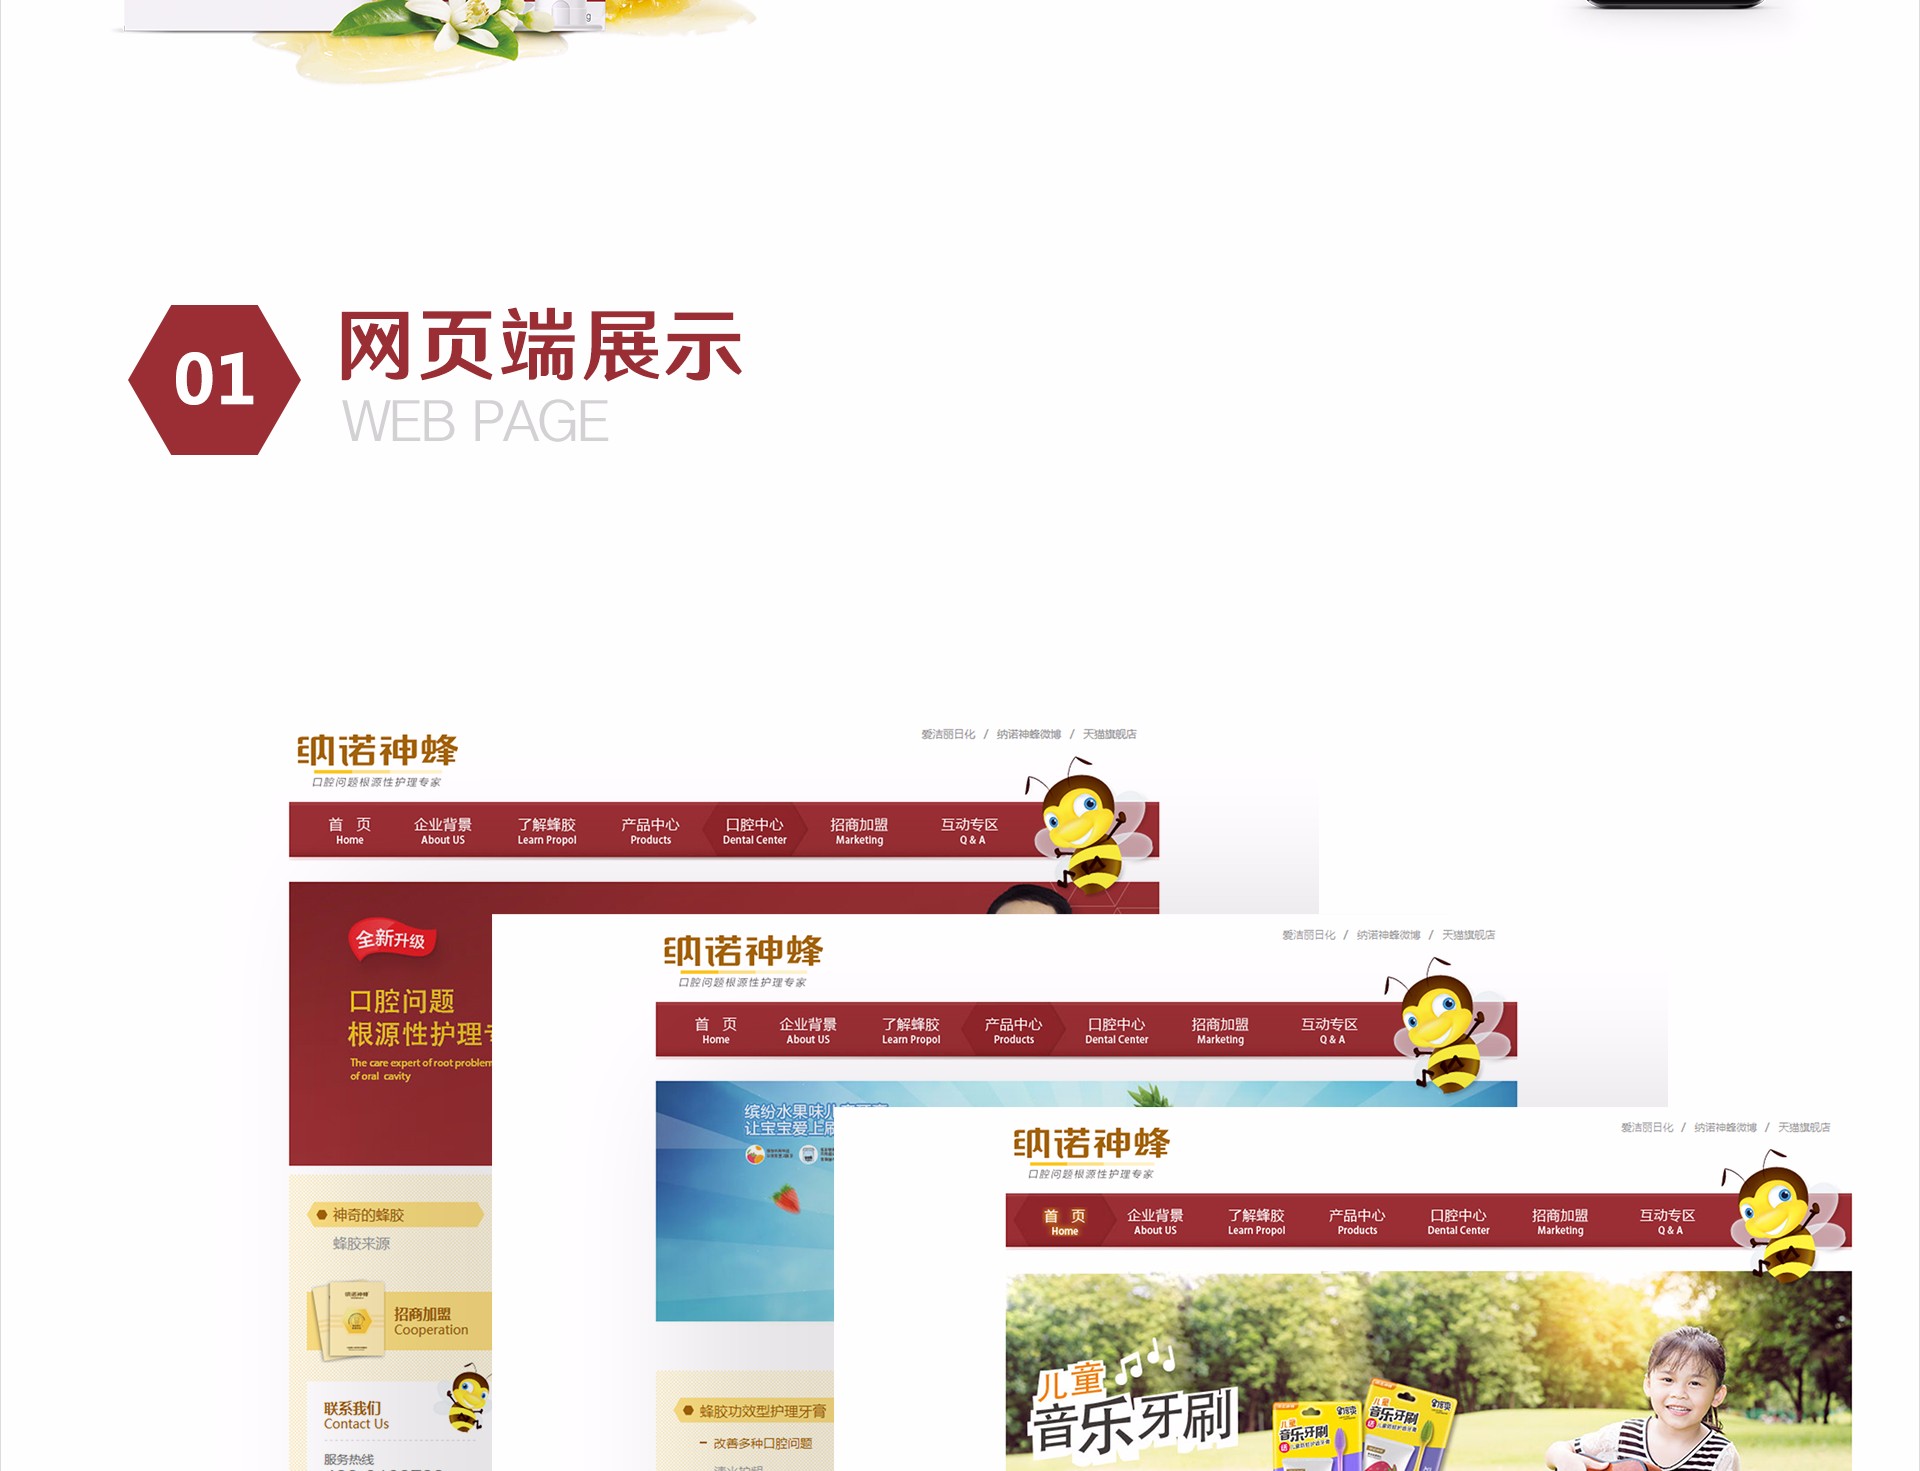 01
网页端展示
WEB PAGE
爱洁丽日化 / 纳诺神蜂微博 / 天猫旗舰店
纳诺神蜂
口腔问题根源性护理专家
首 页 企业背景 了解蜂胶 产品中心 口腔中心 招商加盟 互动专区
Home About US Learn Propol Products Dental Center Marketing Q & A
全新升级
口腔问题
根源性护理
The care expert of root problem
of oral cavity
神奇的蜂胶
蜂胶来源
纳诺神蜂
招商加盟
Cooperation
联系我们
Contact Us
服务热线
爱洁丽日化 / 纳诺神蜂微博 / 天猫旗舰店
纳诺神蜂
口腔问题根源性护理专家
首 页 企业背景 了解蜂胶 产品中心 口腔中心 招商加盟 互动专区
Home About US Learn Propol Products Dental Center Marketing Q & A
缤纷水果味儿
让宝宝爱上刷
蜂胶功效型护理牙膏
改善多种口腔问题
爱洁丽日化 / 纳诺神蜂微博 / 天猫旗舰店
纳诺神蜂
口腔问题根源性护理专家
首 页 企业背景 了解蜂胶 产品中心 口腔中心 招商加盟 互动专区
Home About US Learn Propol Products Dental Center Marketing Q & A
儿童
音乐牙刷
儿童
音乐牙刷
儿童
音乐牙刷